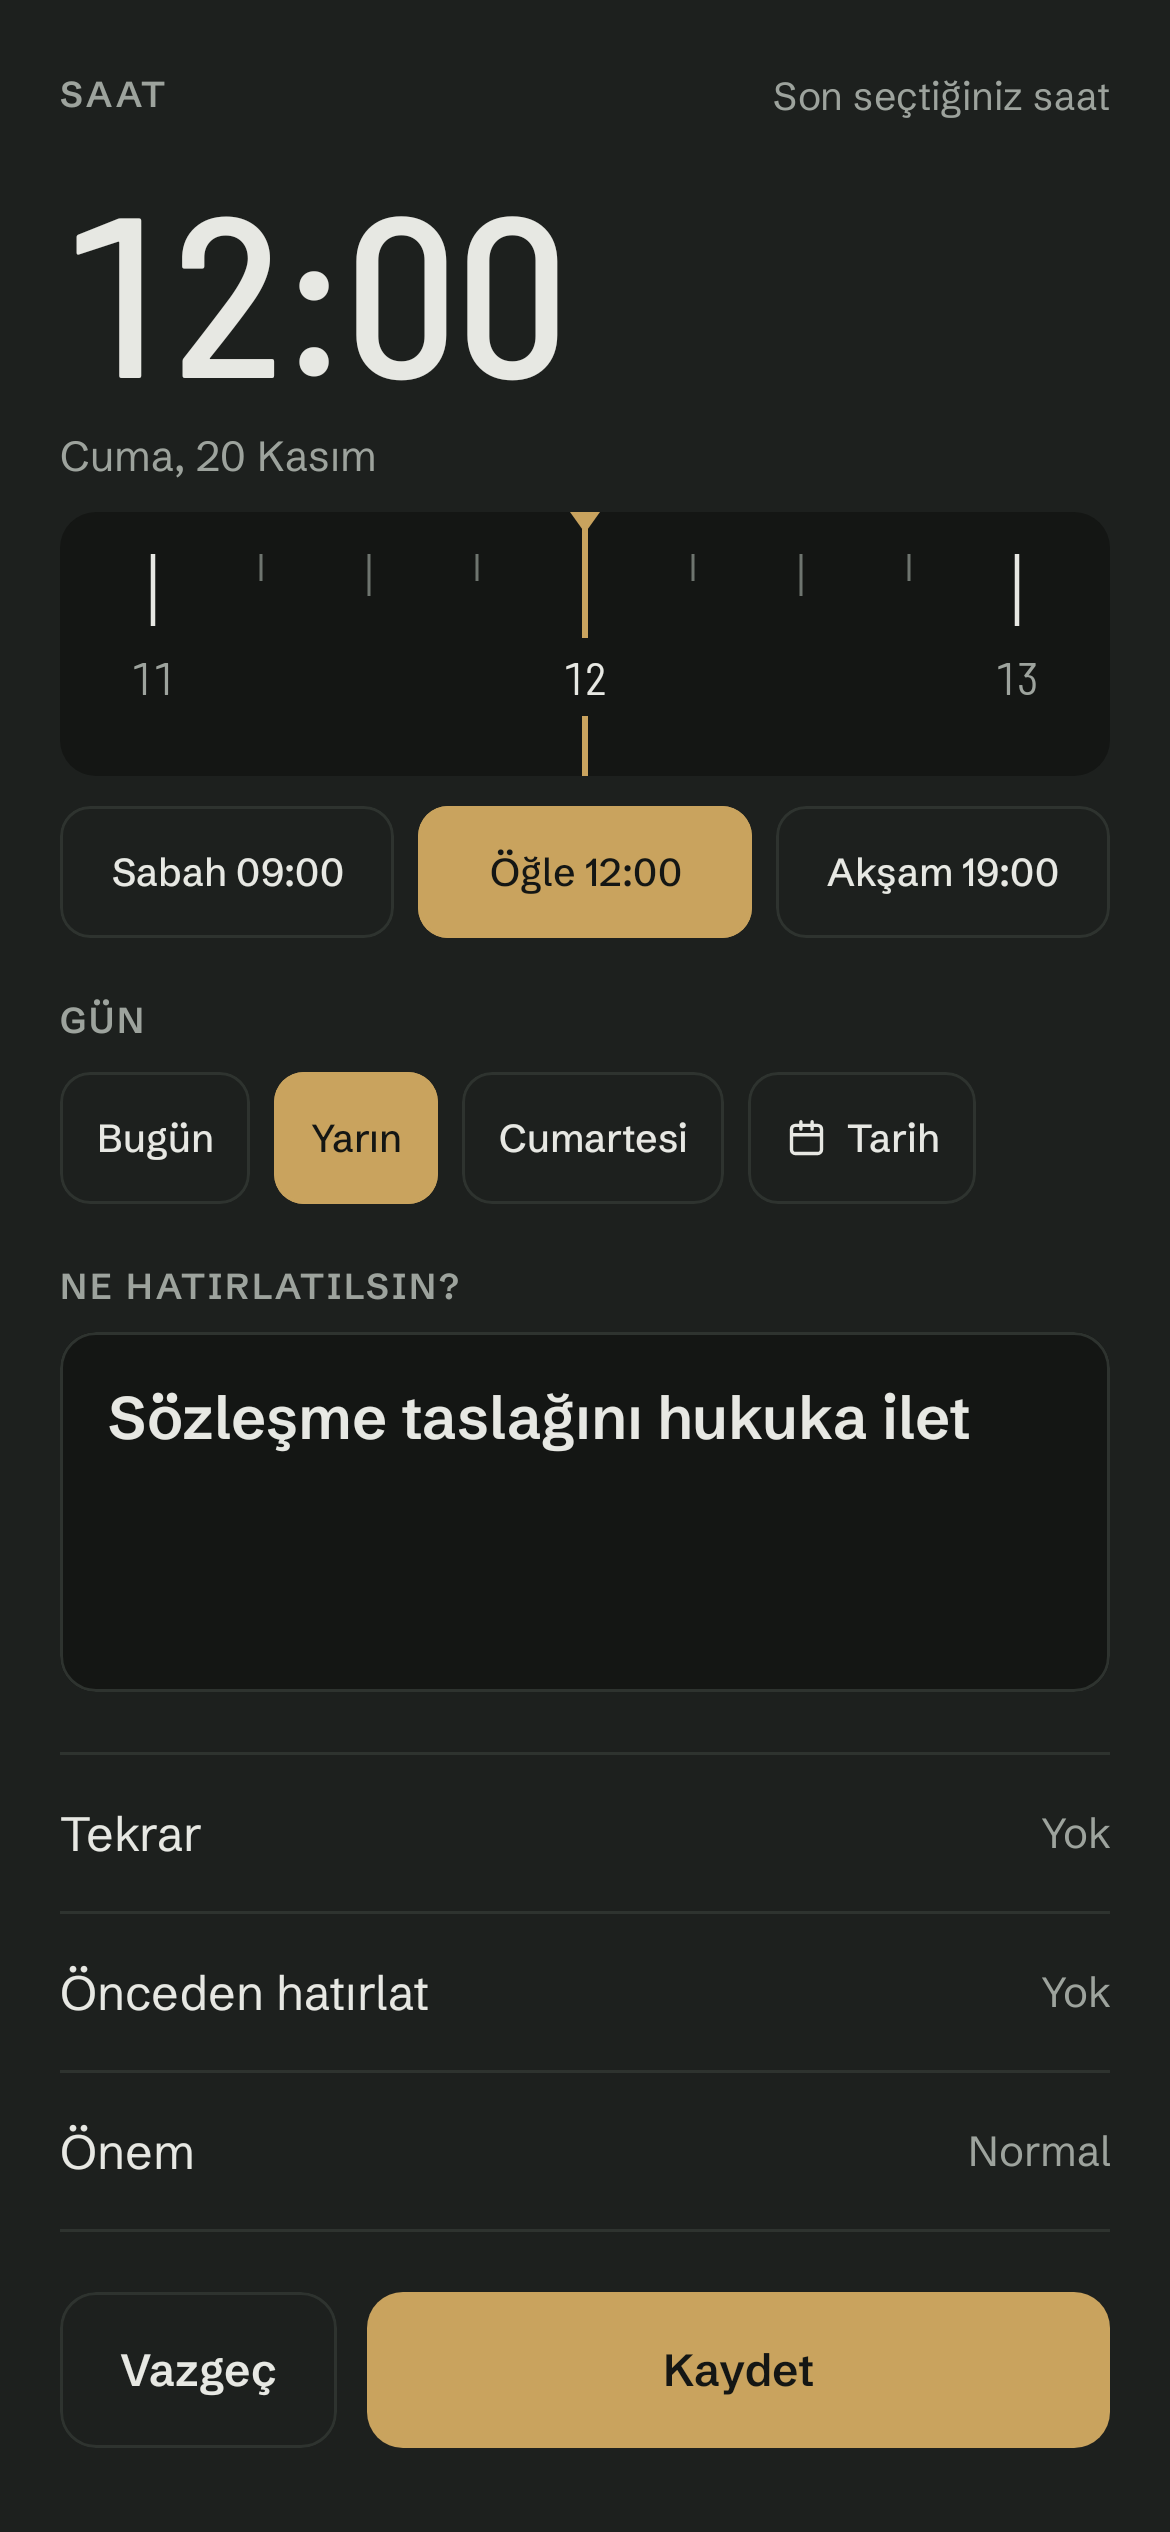 SAAT
Son seçtiğiniz saat
12:00
Cuma, 20 Kasım
11 12 13
Sabah 09:00 Öğle 12:00 Akşam 19:00
GÜN
Bugün Yarın Cumartesi Tarih
NE HATIRLATILSIN?
Sözleşme taslağını hukuka ilet
Tekrar Yok
Önceden hatırlat Yok
Önem Normal
Vazgeç Kaydet